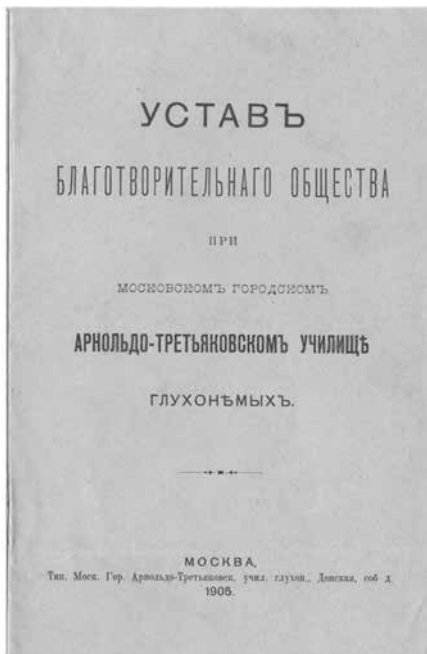 УСТАВЪ
БЛАГОТВОРИТЕЛЬНАГО ОБЩЕСТВА
ПРИ
МОСКОВСКОМЪ ГОРОДСКОМЪ
АРНОЛЬДО-ТРЕТЬЯКОВСКОМЪ УЧИЛИЩѢ
ГЛУХОНѢМЫХЪ.
МОСКВА,
Тип. Моск. Гор. Арнольдо-Третьяковск. учил. глухон., Донская, соб д.
1905.